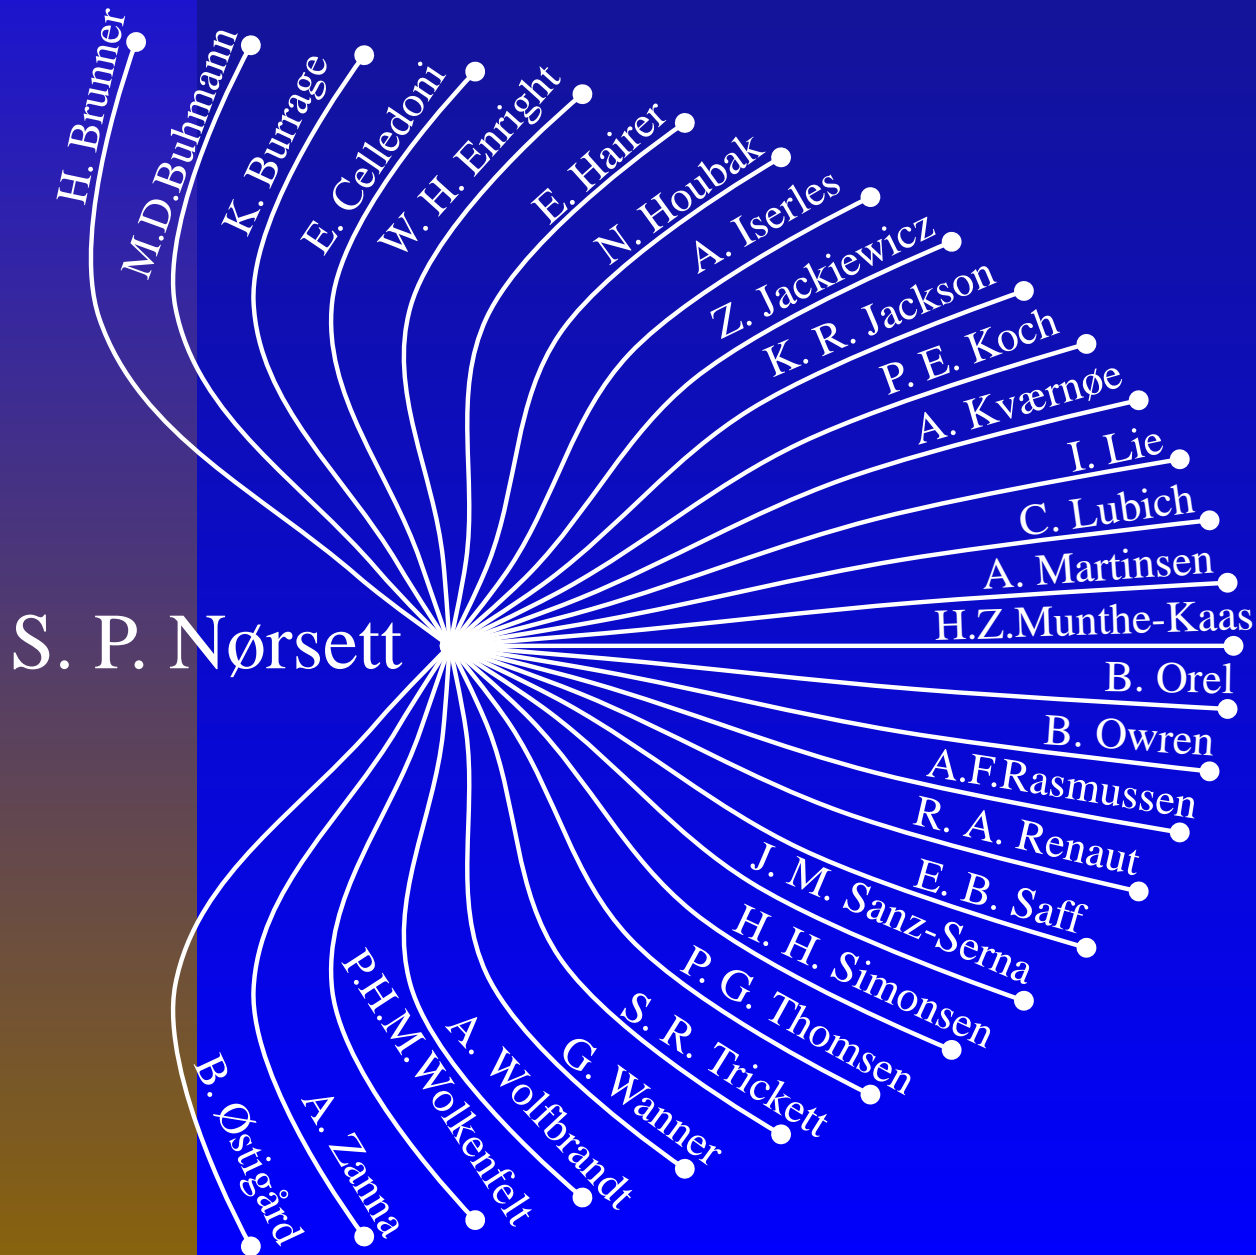 H. Brunner
M.D.Buhmann
K. Burrage
E. Celledoni
W. H. Enright
E. Hairer
N. Houbak
A. Iserles
Z. Jackiewicz
K. R. Jackson
P. E. Koch
A. Kværnøe
I. Lie
C. Lubich
A. Martinsen
H.Z.Munthe-Kaas
S. P. Nørsett
B. Orel
B. Owren
A.F.Rasmussen
R. A. Renaut
E. B. Saff
J. M. Sanz-Serna
H. H. Simonsen
P. G. Thomsen
S. R. Trickett
G. Wanner
A. Wolfbrandt
P.H.M.Wolkenfelt
A. Zanna
B. Østigård